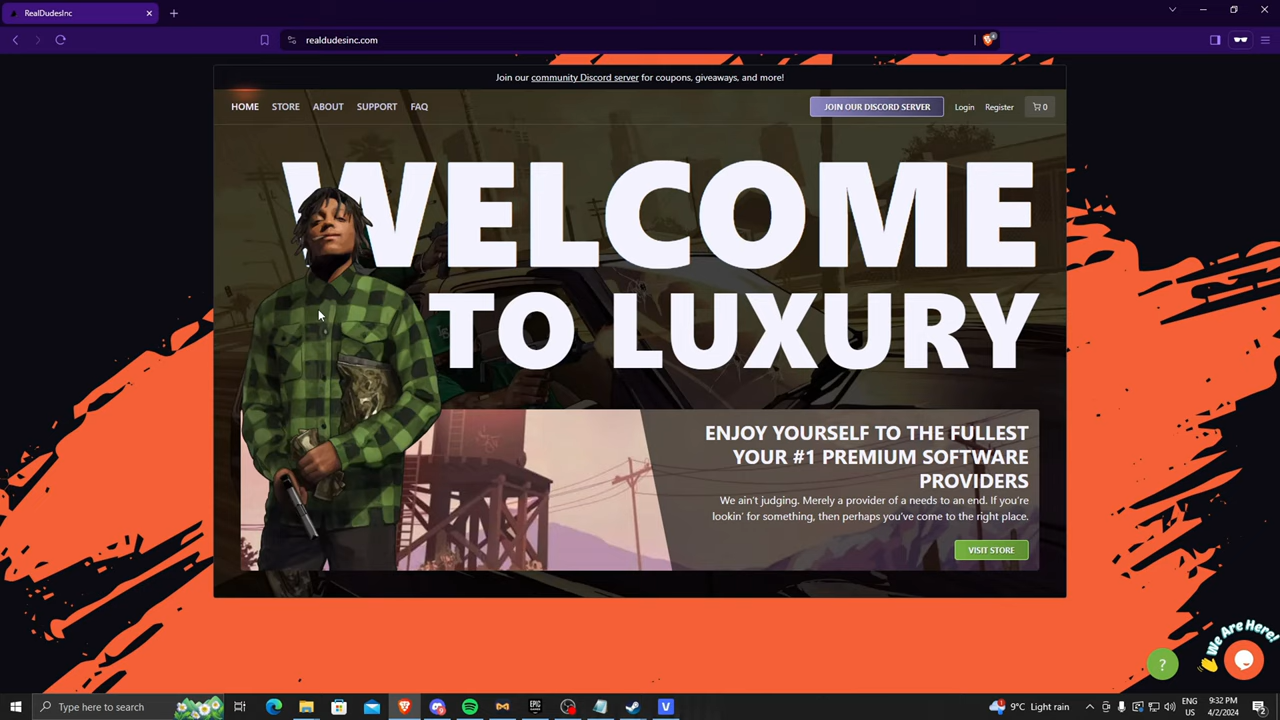 RealDudesInc
realdudesinc.com
Join our community Discord server for coupons, giveaways, and more!
HOME STORE ABOUT SUPPORT FAQ JOIN OUR DISCORD SERVER Login Register 0
WELCOME
TO LUXURY
ENJOY YOURSELF TO THE FULLEST
YOUR #1 PREMIUM SOFTWARE
PROVIDERS
We ain't judging. Merely a provider of a needs to an end. If you're
lookin' for something, then perhaps you've come to the right place.
VISIT STORE
We Are Here!
?
Type here to search
EPIC GAMES
V
9°C Light rain
ENG
US
9:32 PM
4/2/2024